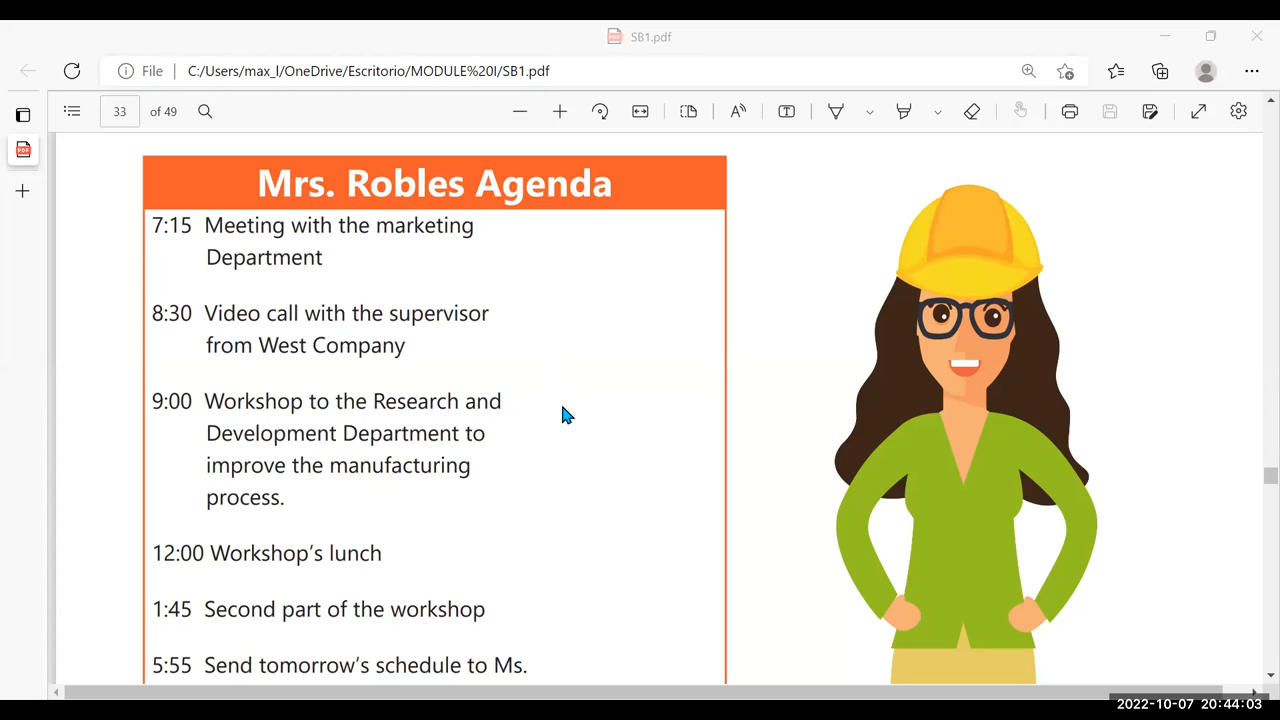 SB1.pdf
File
C:/Users/max_l/OneDrive/Escritorio/MODULE%20I/SB1.pdf
33 of 49
Mrs. Robles Agenda
7:15 Meeting with the marketing
Department
8:30 Video call with the supervisor
from West Company
9:00 Workshop to the Research and
Development Department to
improve the manufacturing
process.
12:00 Workshop's lunch
1:45 Second part of the workshop
5:55 Send tomorrow's schedule to Ms.
2022-10-07 20:44:03